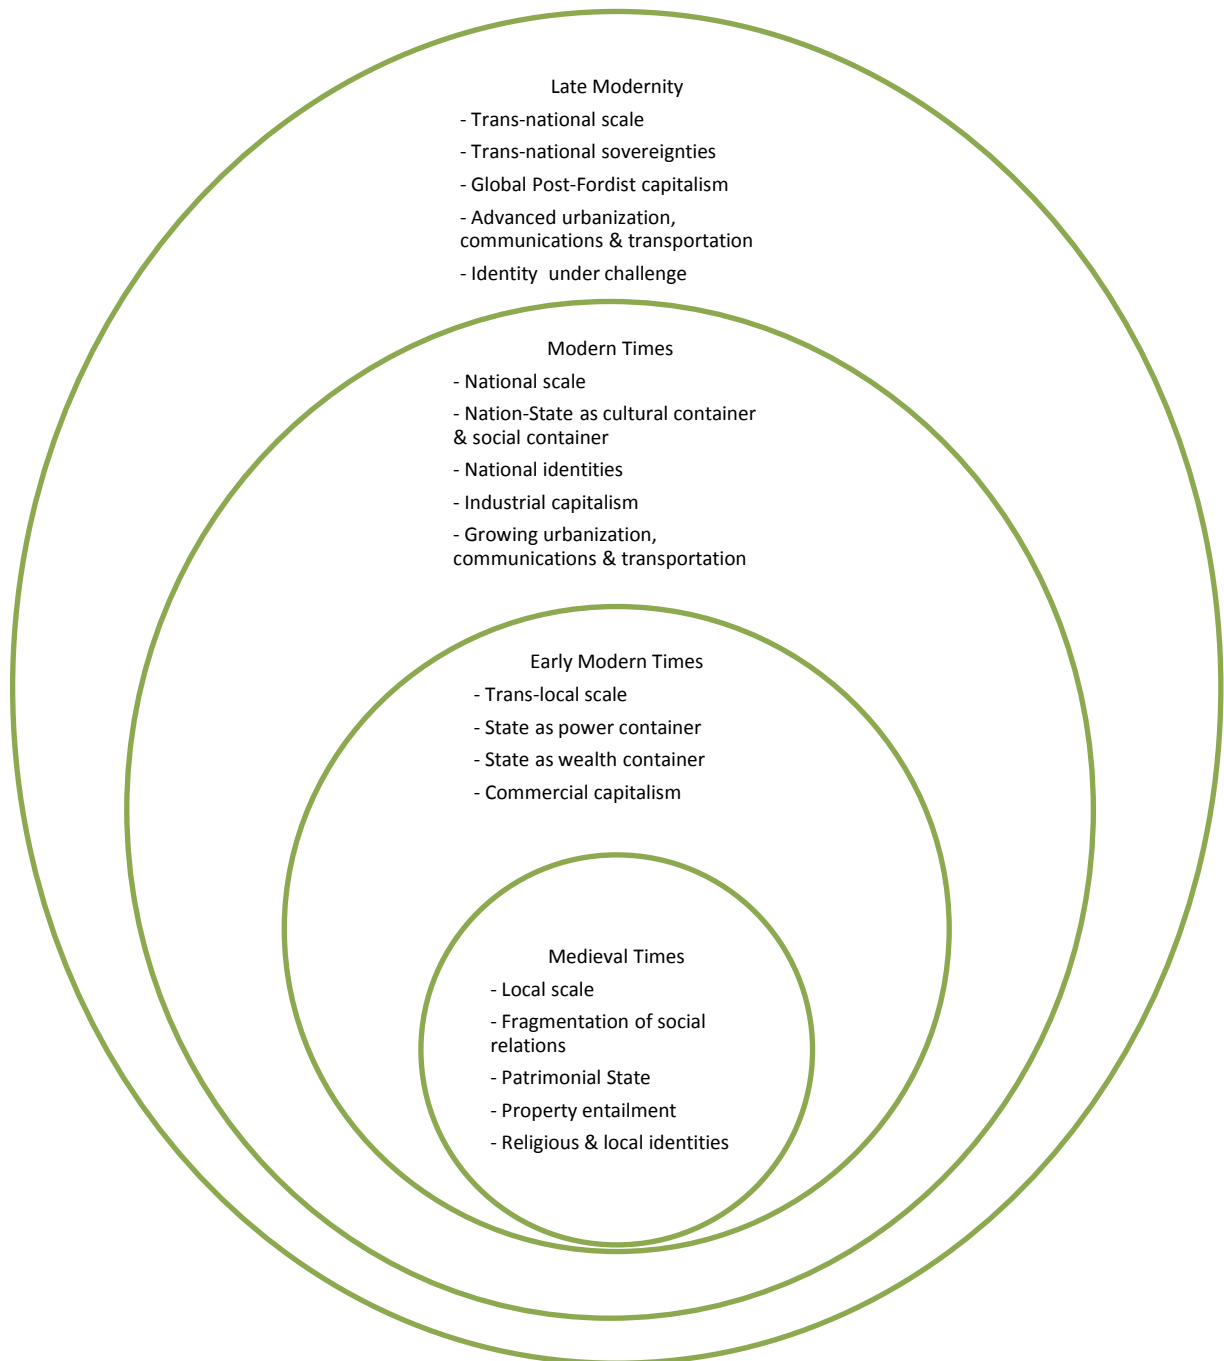 Late Modernity
- Trans-national scale
- Trans-national sovereignties
- Global Post-Fordist capitalism
- Advanced urbanization,
communications & transportation
- Identity  under challenge
Modern Times
- National scale
- Nation-State as cultural container
& social container
- National identities
- Industrial capitalism
- Growing urbanization,
communications & transportation
Early Modern Times
- Trans-local scale
- State as power container
- State as wealth container
- Commercial capitalism
Medieval Times
- Local scale
- Fragmentation of social
relations
- Patrimonial State
- Property entailment
- Religious & local identities